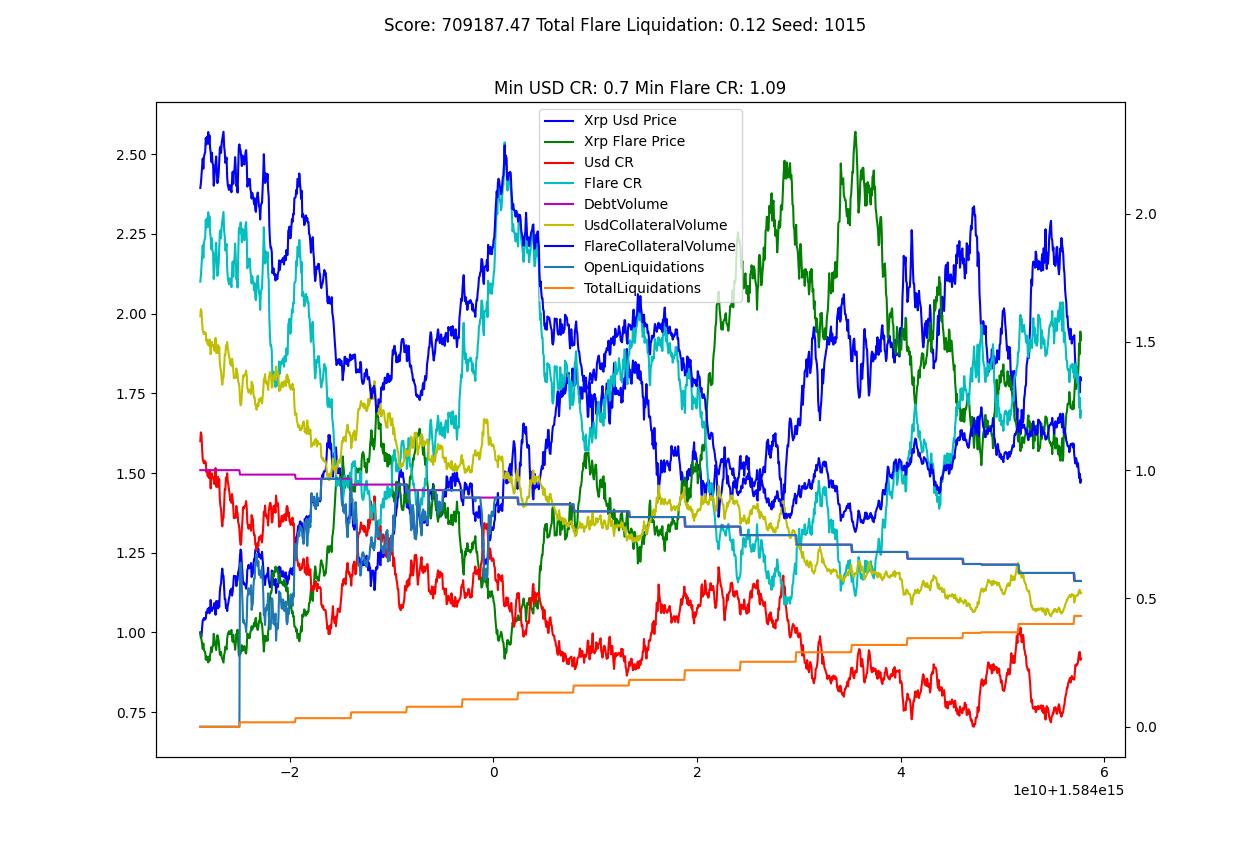 Score: 709187.47 Total Flare Liquidation: 0.12 Seed: 1015
Min USD CR: 0.7 Min Flare CR: 1.09
Xrp Usd Price
Xrp Flare Price
Usd CR
Flare CR
DebtVolume
UsdCollateralVolume
FlareCollateralVolume
OpenLiquidations
TotalLiquidations
2.50
2.25
2.00
1.75
1.50
1.25
1.00
0.75
2.0
1.5
1.0
0.5
0.0
−2 0 2 4 6
1e10+1.584e15